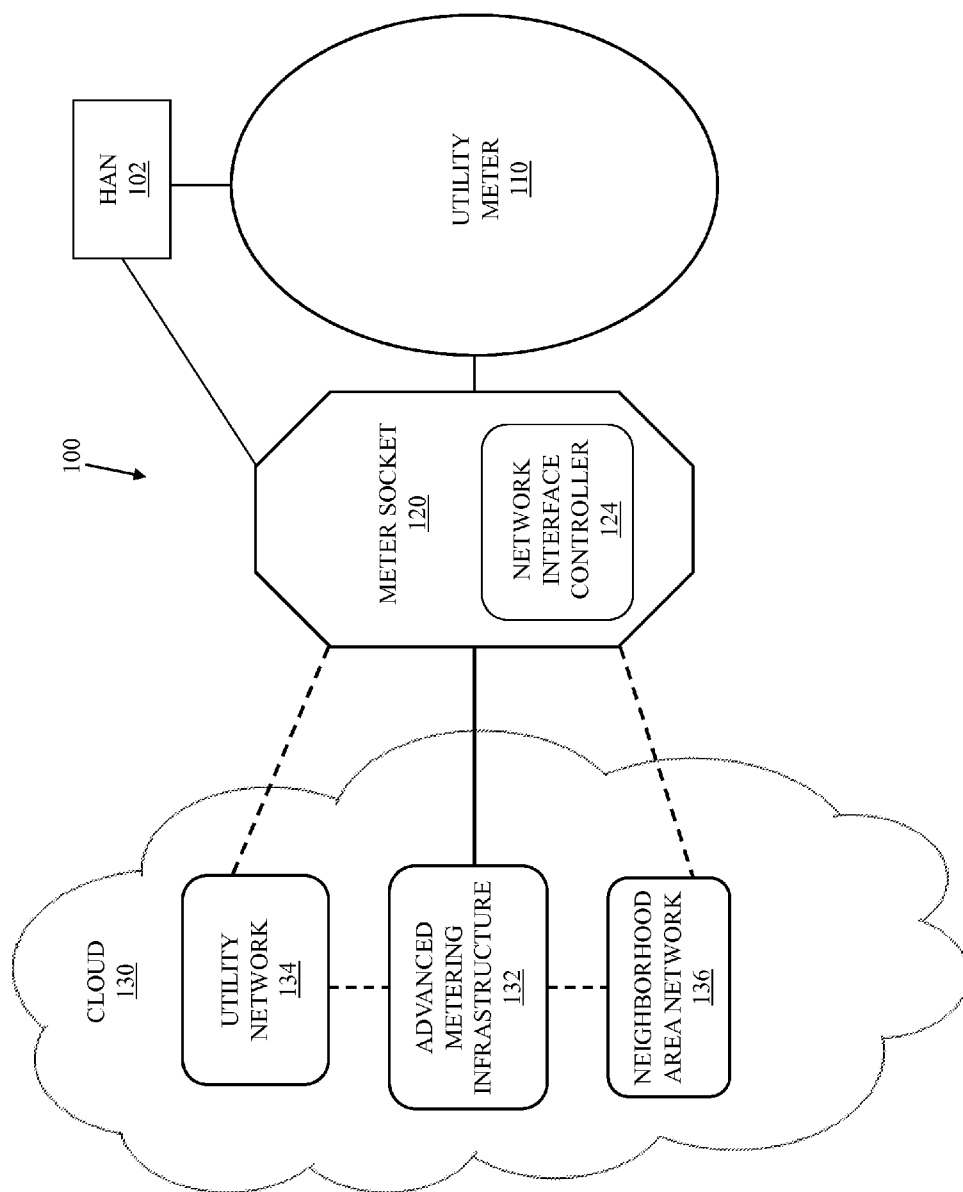 100
CLOUD
130
UTILITY
NETWORK
134
ADVANCED
METERING
INFRASTRUCTURE
132
NEIGHBORHOOD
AREA NETWORK
136
METER SOCKET
120
NETWORK
INTERFACE
CONTROLLER
124
HAN
102
UTILITY
METER
110